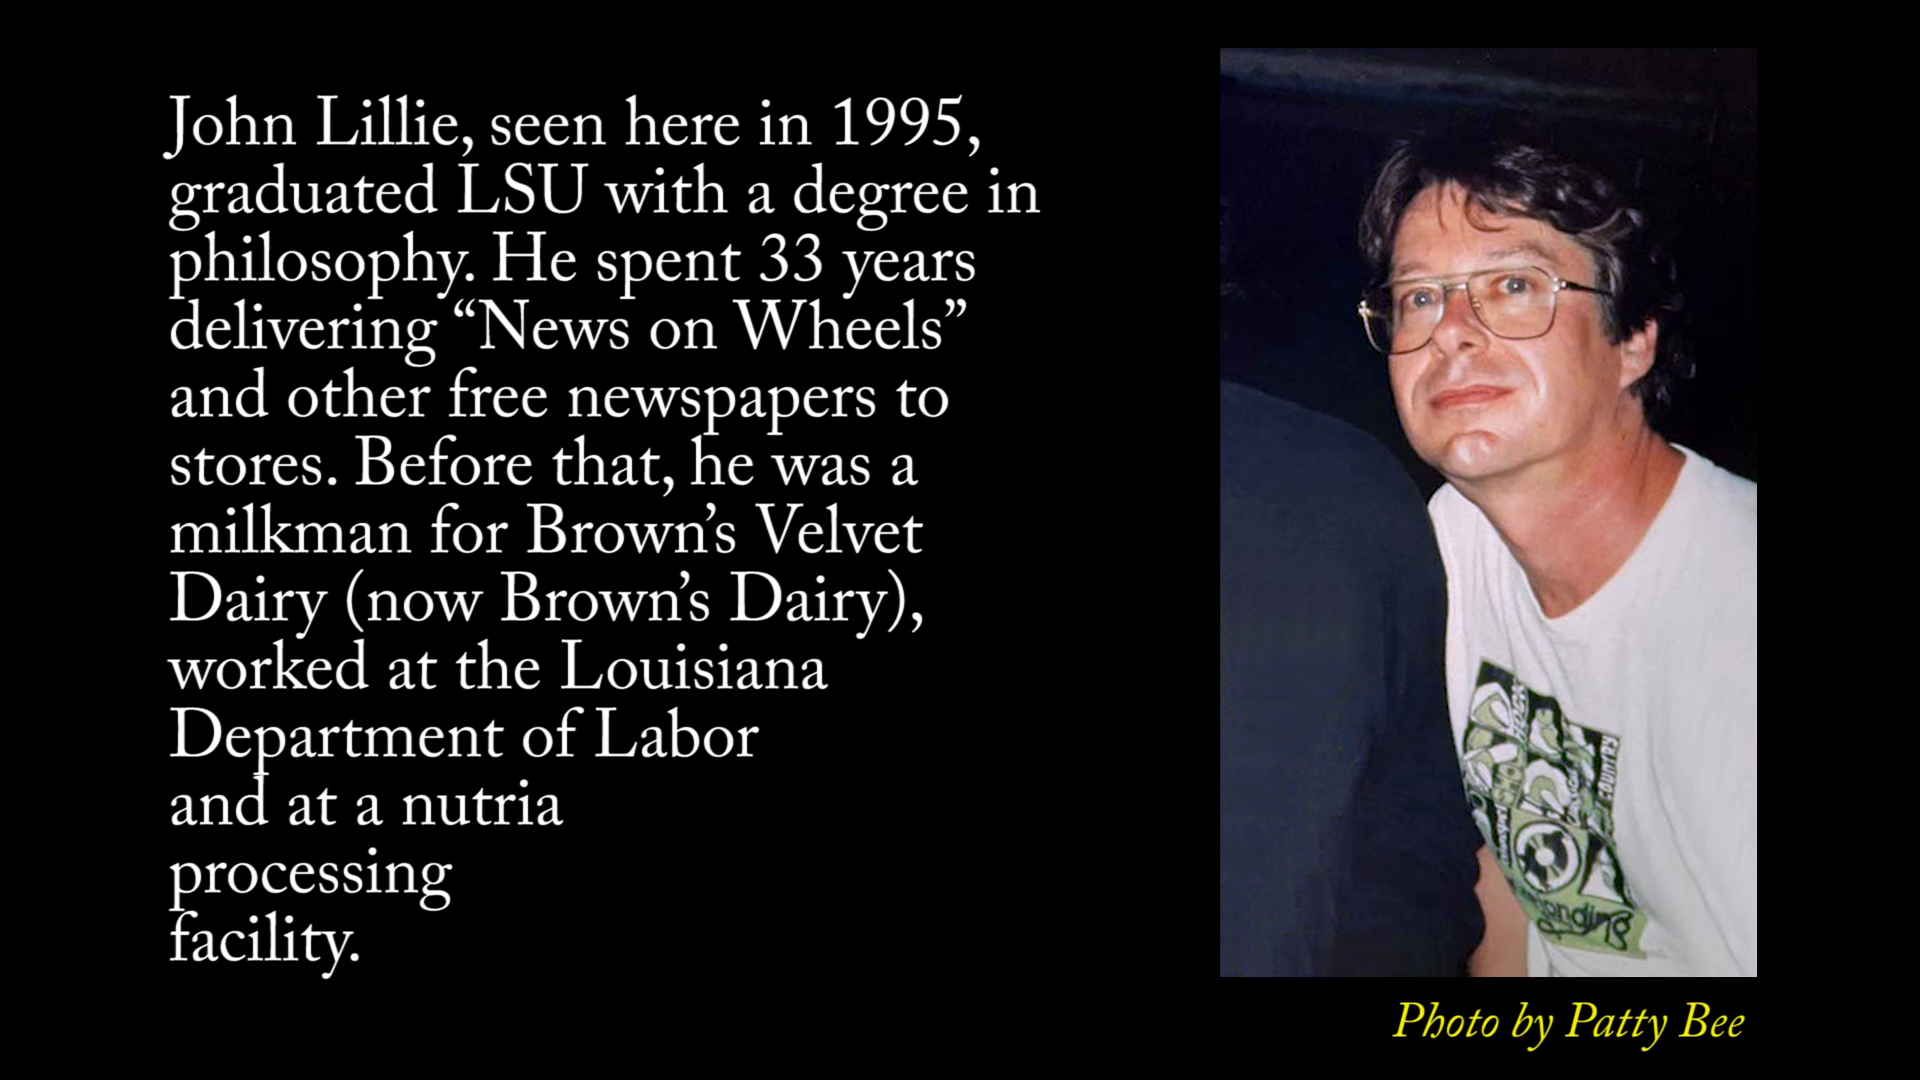 John Lillie, seen here in 1995,
graduated LSU with a degree in
philosophy. He spent 33 years
delivering “News on Wheels”
and other free newspapers to
stores. Before that, he was a
milkman for Brown’s Velvet
Dairy (now Brown’s Dairy),
worked at the Louisiana
Department of Labor
and at a nutria
processing
facility.
COUNTRY
Photo by Patty Bee